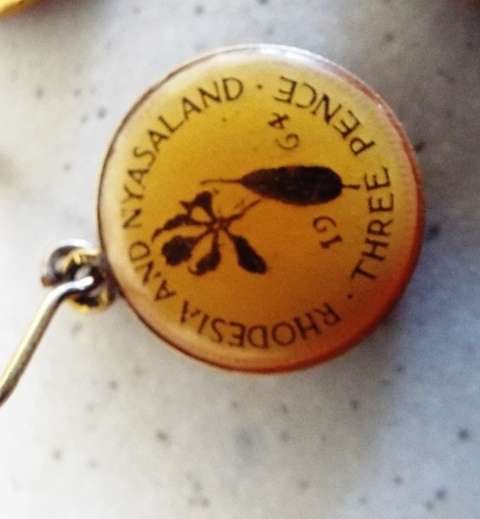 RHODESIA AND NYASALAND · THREE PENCE ·
19 64